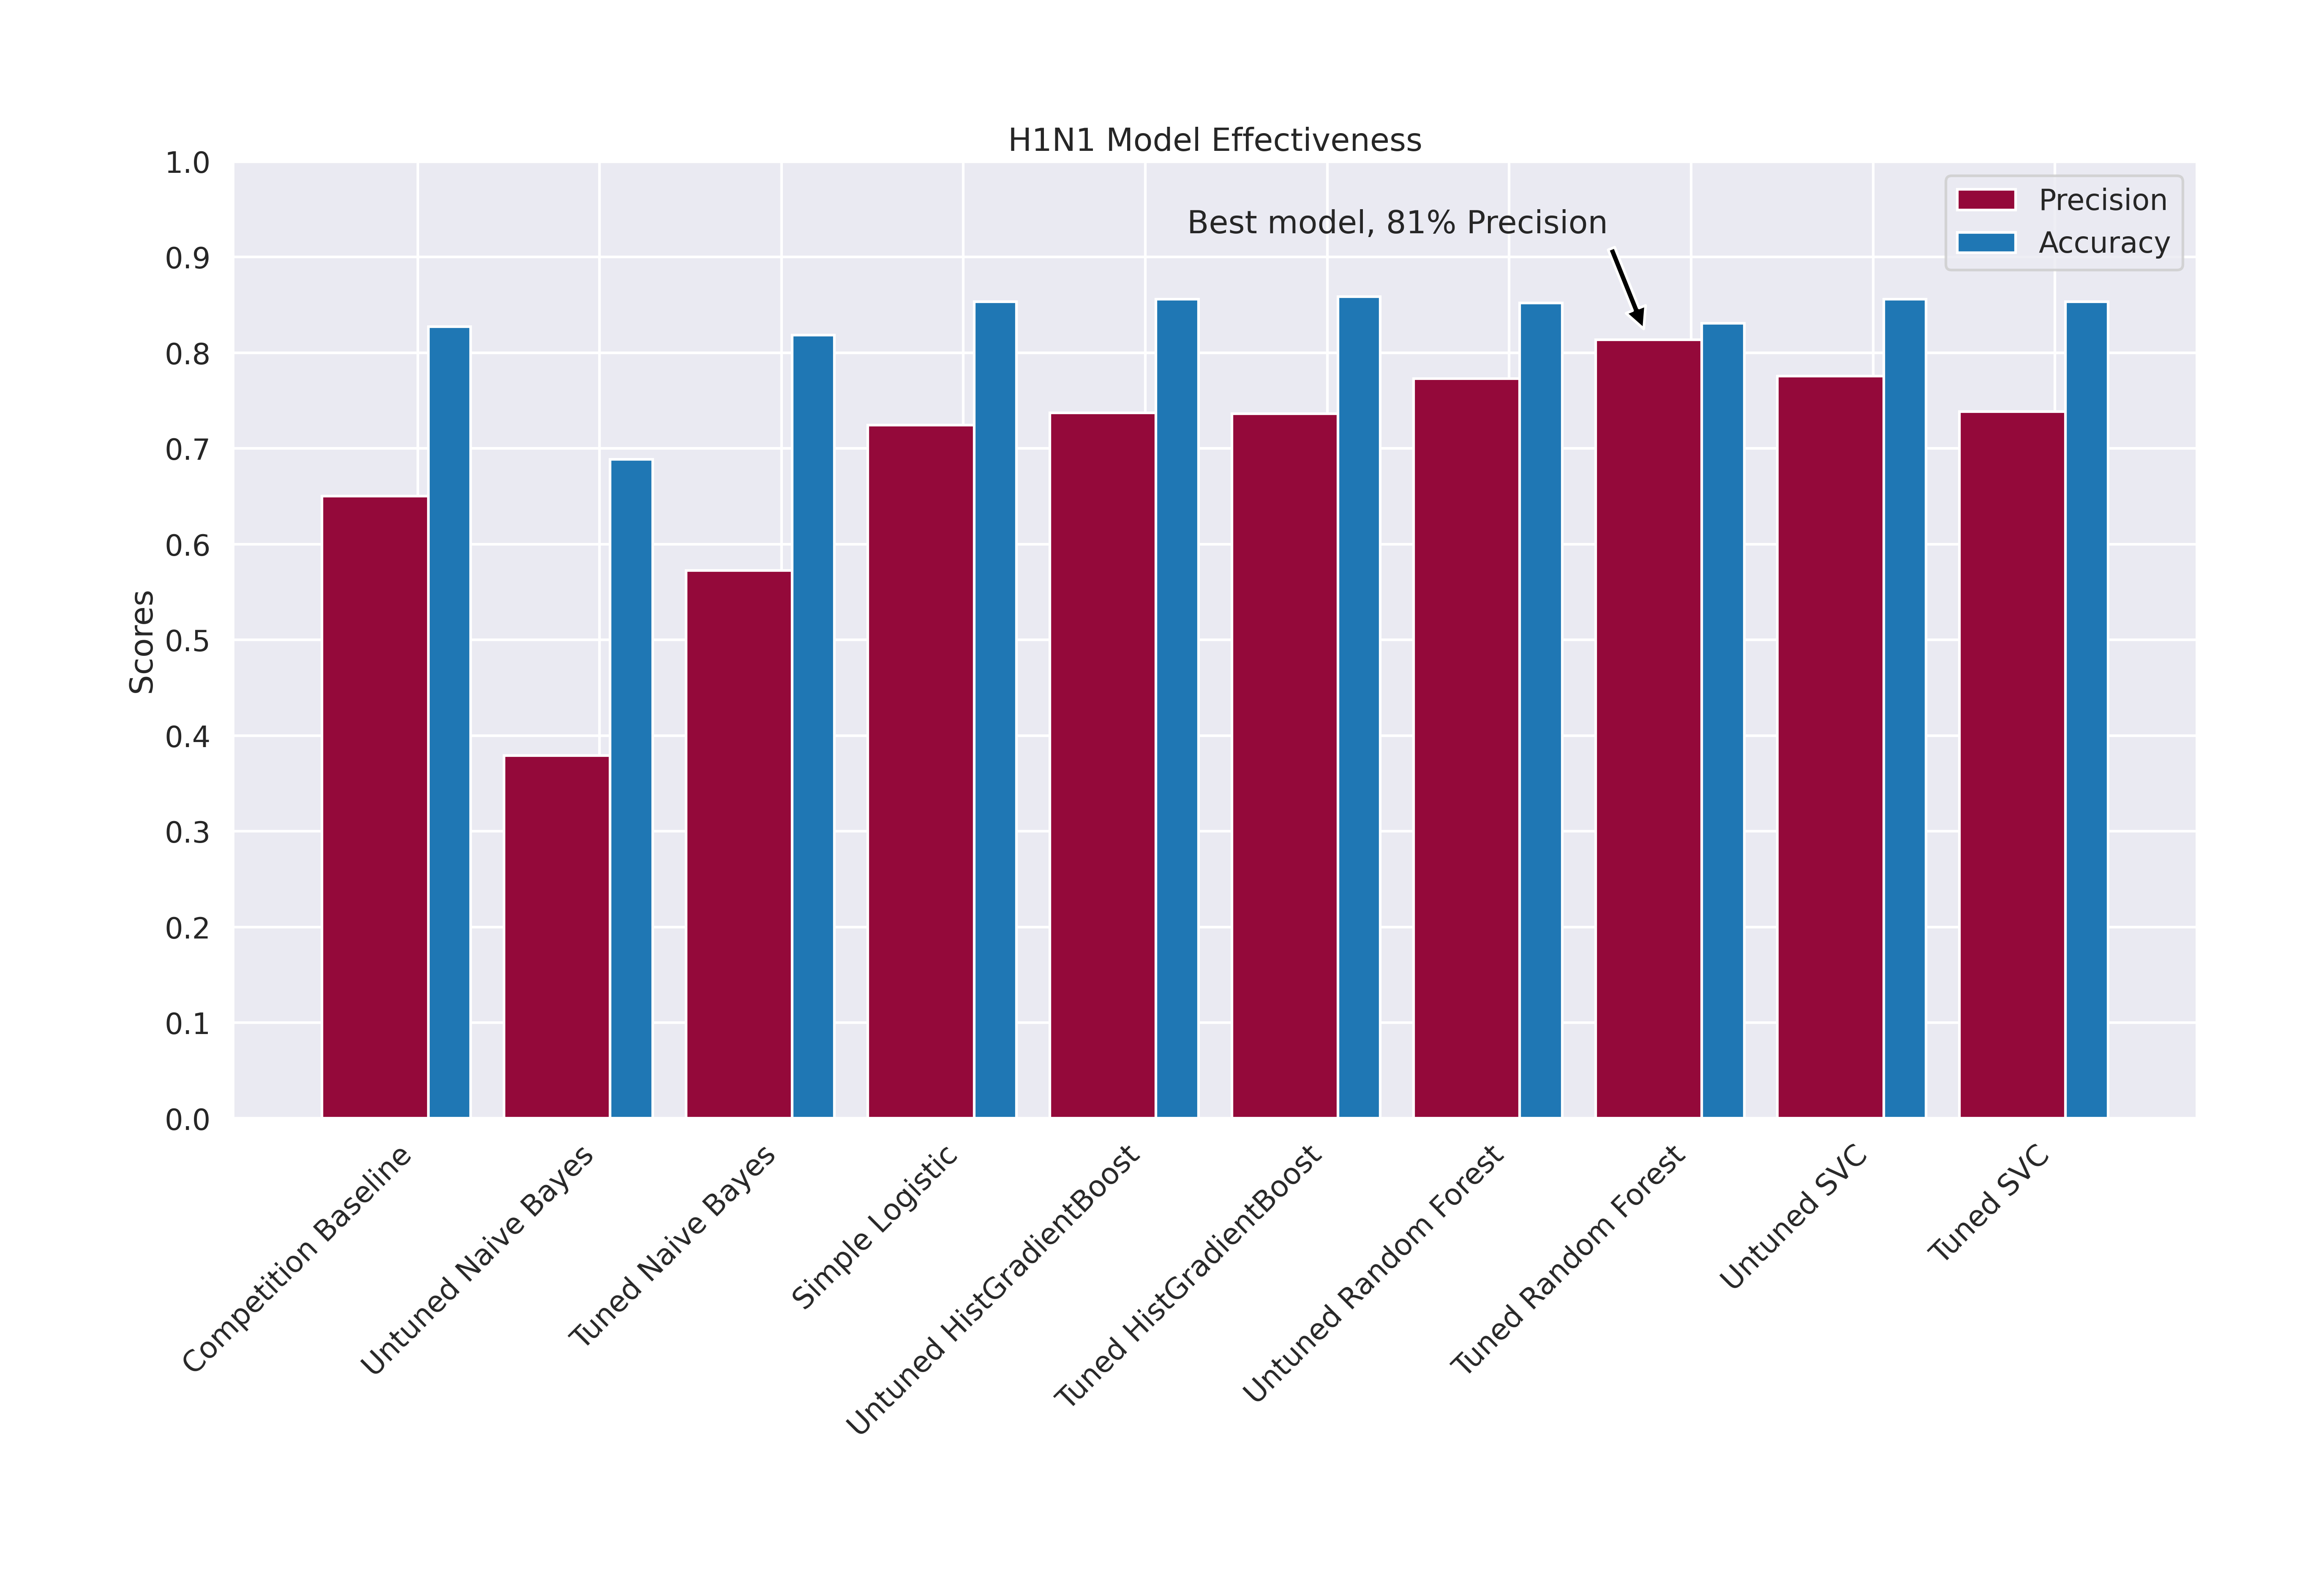 H1N1 Model Effectiveness
1.0
0.9
0.8
0.7
0.6
0.5
0.4
0.3
0.2
0.1
0.0
Scores
Best model, 81% Precision
Precision
Accuracy
Competition Baseline
Untuned Naive Bayes
Tuned Naive Bayes
Simple Logistic
Untuned HistGradientBoost
Tuned HistGradientBoost
Untuned Random Forest
Tuned Random Forest
Untuned SVC
Tuned SVC